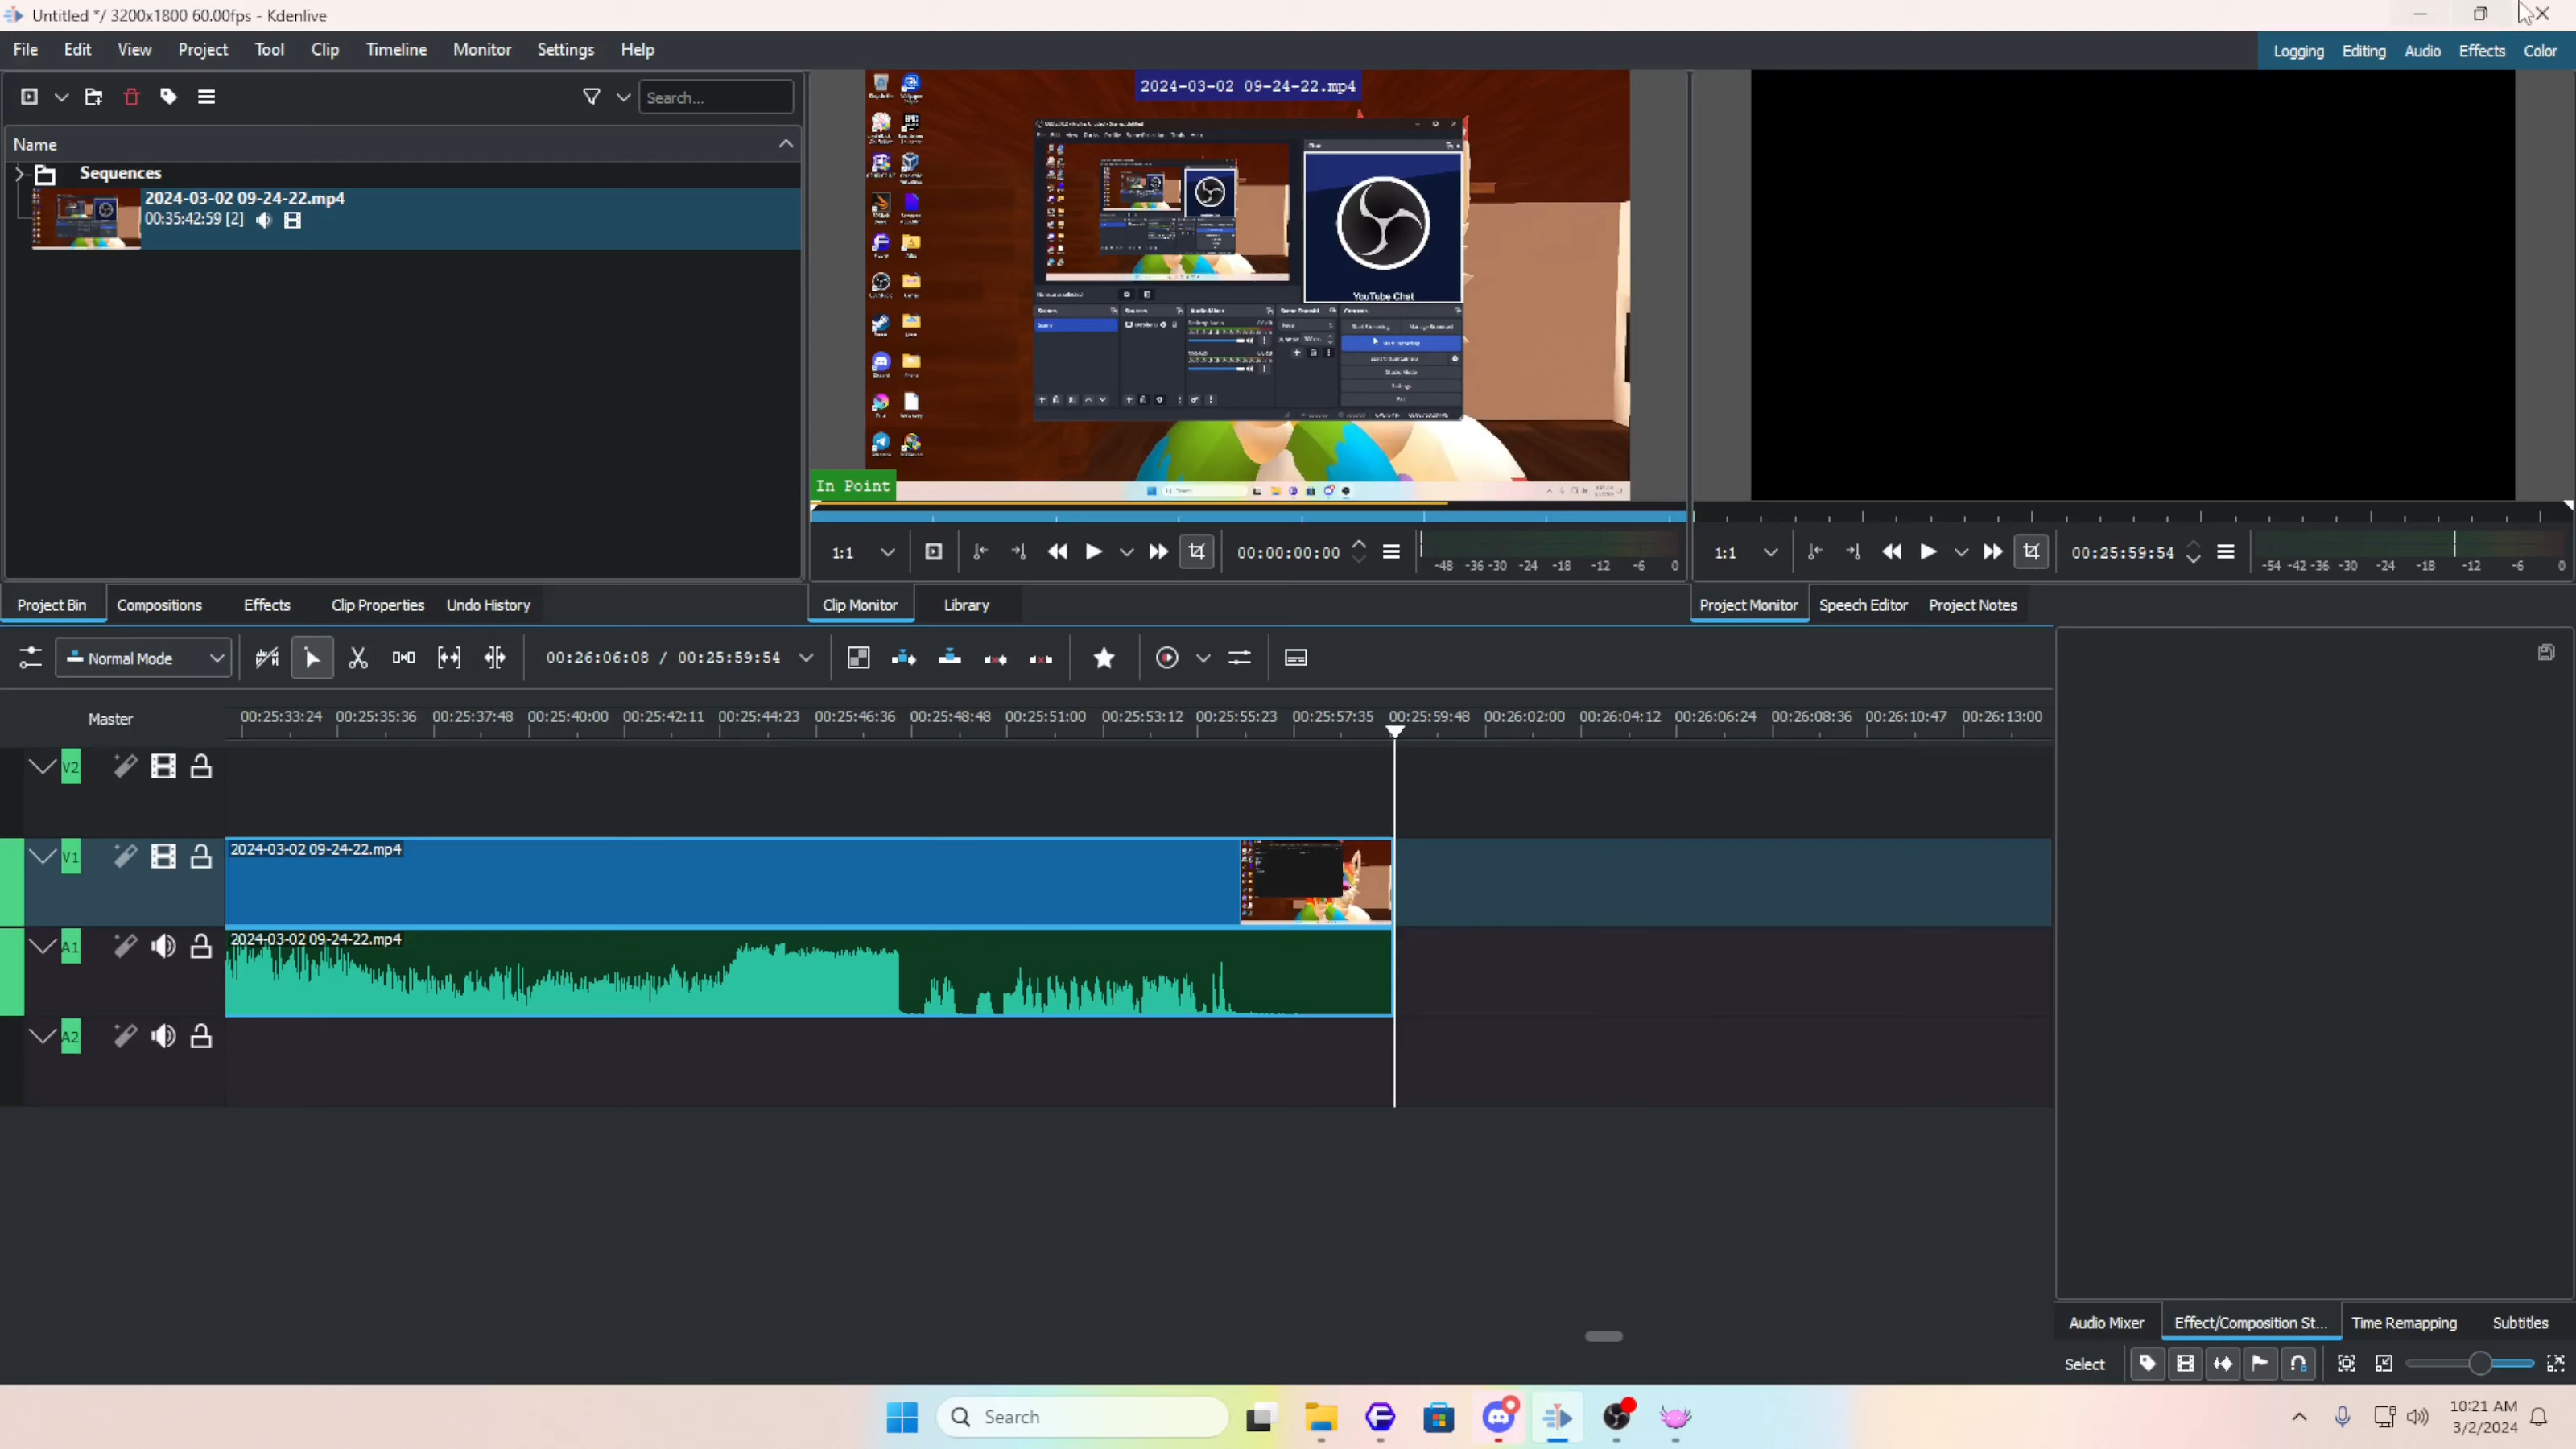 Untitled */ 3200x1800 60.00fps - Kdenlive
File Edit View Project Tool Clip Timeline Monitor Settings Help
Logging Editing Audio Effects Color
Search...
Name
Sequences
2024-03-02 09-24-22.mp4
00:35:42:59 [2]
2024-03-02 09-24-22.mp4
YouTube Chat
In Point
1:1
00:00:00:00
-48 -36 -30 -24 -18 -12 -6 0
1:1
00:25:59:54
-54 -42 -36 -30 -24 -18 -12 -6 0
Project Bin Compositions Effects Clip Properties Undo History
Clip Monitor Library
Project Monitor Speech Editor Project Notes
Normal Mode
00:26:06:08 / 00:25:59:54
Master
00:25:33:24 00:25:35:36 00:25:37:48 00:25:40:00 00:25:42:11 00:25:44:23 00:25:46:36 00:25:48:48 00:25:51:00 00:25:53:12 00:25:55:23 00:25:57:35 00:25:59:48 00:26:02:00 00:26:04:12 00:26:06:24 00:26:08:36 00:26:10:47 00:26:13:00
V2
V1
2024-03-02 09-24-22.mp4
A1
2024-03-02 09-24-22.mp4
A2
Audio Mixer Effect/Composition St... Time Remapping Subtitles
Select
Search
10:21 AM
3/2/2024